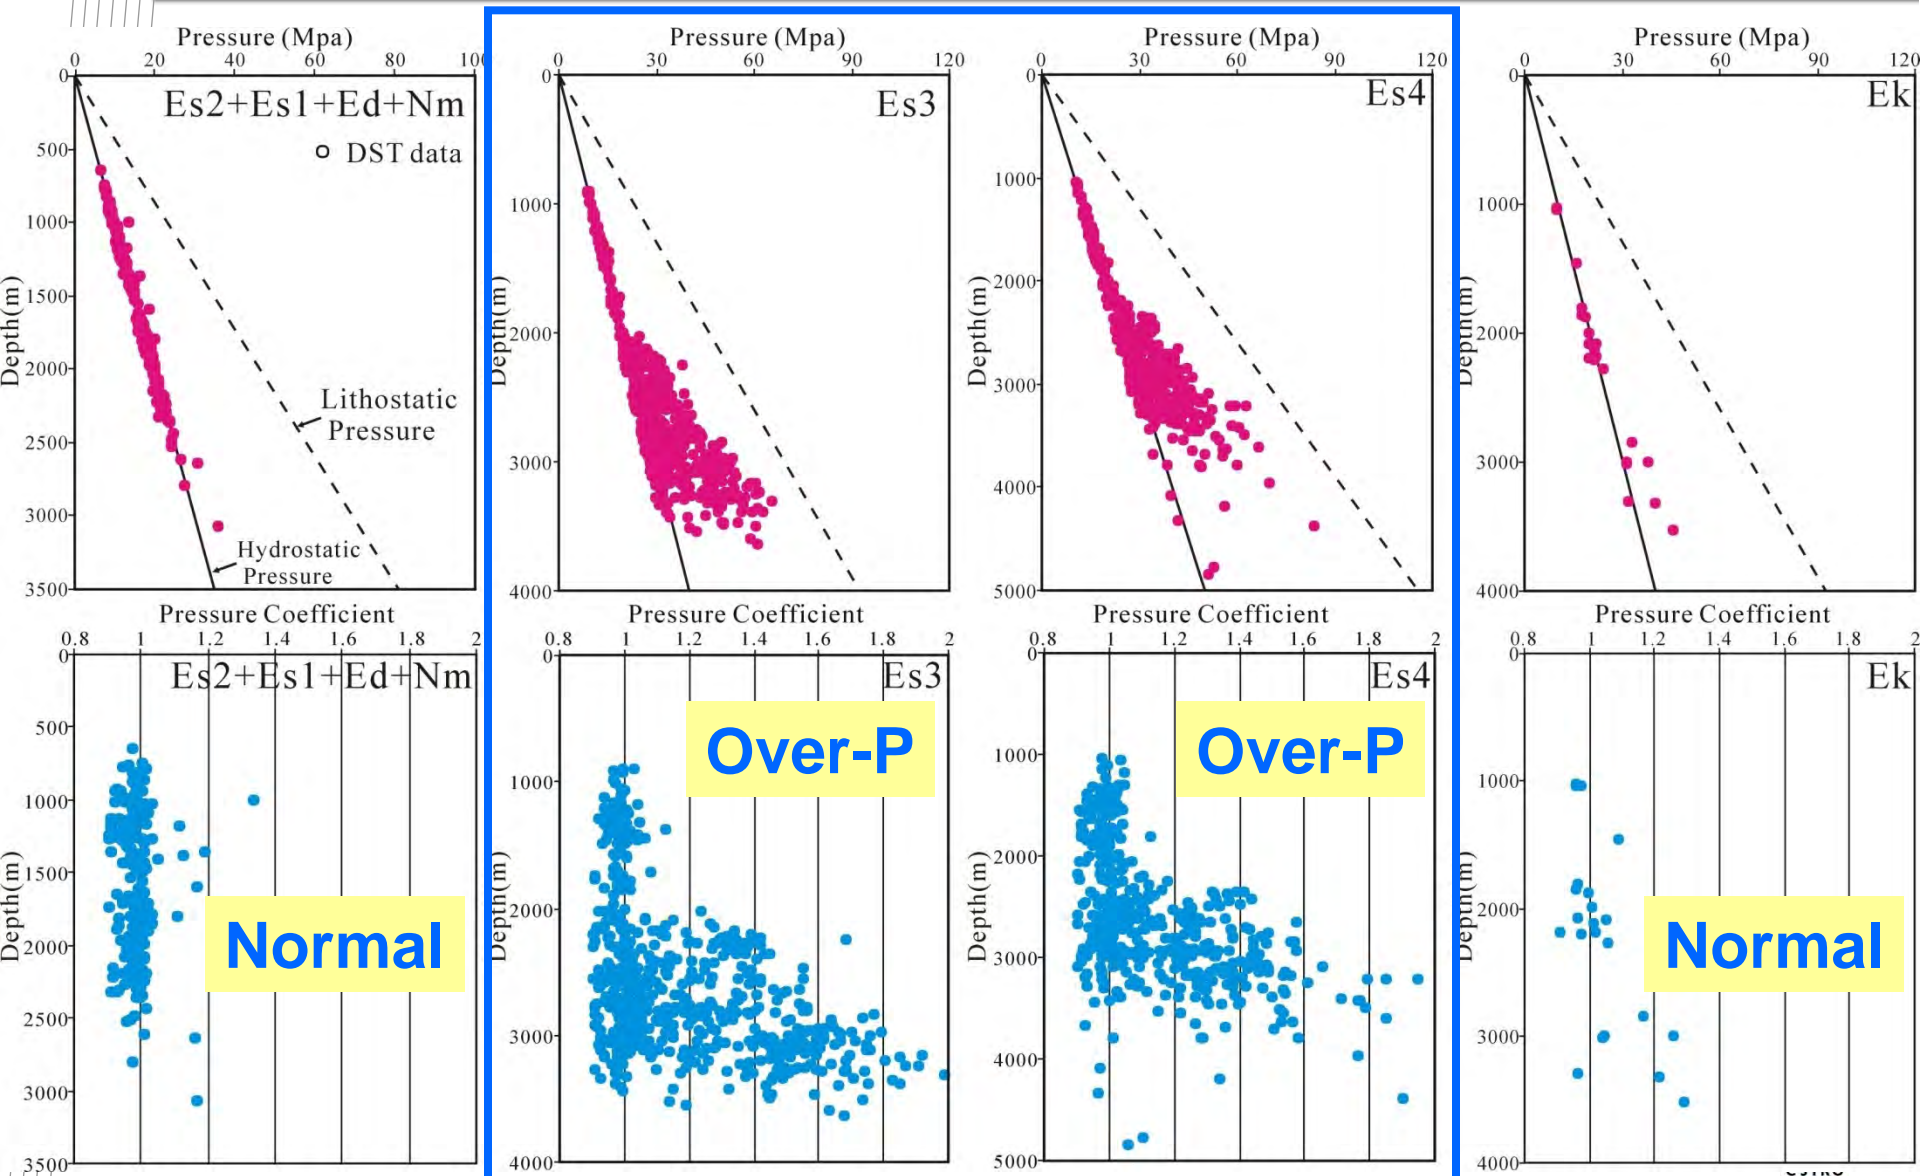 Pressure (Mpa)
0 20 40 60 80 100
Es2+Es1+Ed+Nm
DST data
Lithostatic
Pressure
Hydrostatic
Pressure
Depth(m)
0
500
1000
1500
2000
2500
3000
3500
Pressure (Mpa)
0 30 60 90 120
Es3
Depth(m)
0
1000
2000
3000
4000
Pressure (Mpa)
0 30 60 90 120
Es4
Depth(m)
0
1000
2000
3000
4000
5000
Pressure (Mpa)
0 30 60 90 120
Ek
Depth(m)
0
1000
2000
3000
4000
Pressure Coefficient
0.8 1 1.2 1.4 1.6 1.8 2
Es2+Es1+Ed+Nm
Normal
Depth(m)
0
500
1000
1500
2000
2500
3000
3500
Pressure Coefficient
0.8 1 1.2 1.4 1.6 1.8 2
Es3
Over-P
Depth(m)
0
1000
2000
3000
4000
Pressure Coefficient
0.8 1 1.2 1.4 1.6 1.8 2
Es4
Over-P
Depth(m)
0
1000
2000
3000
4000
5000
Pressure Coefficient
0.8 1 1.2 1.4 1.6 1.8 2
Ek
Normal
Depth(m)
0
1000
2000
3000
4000